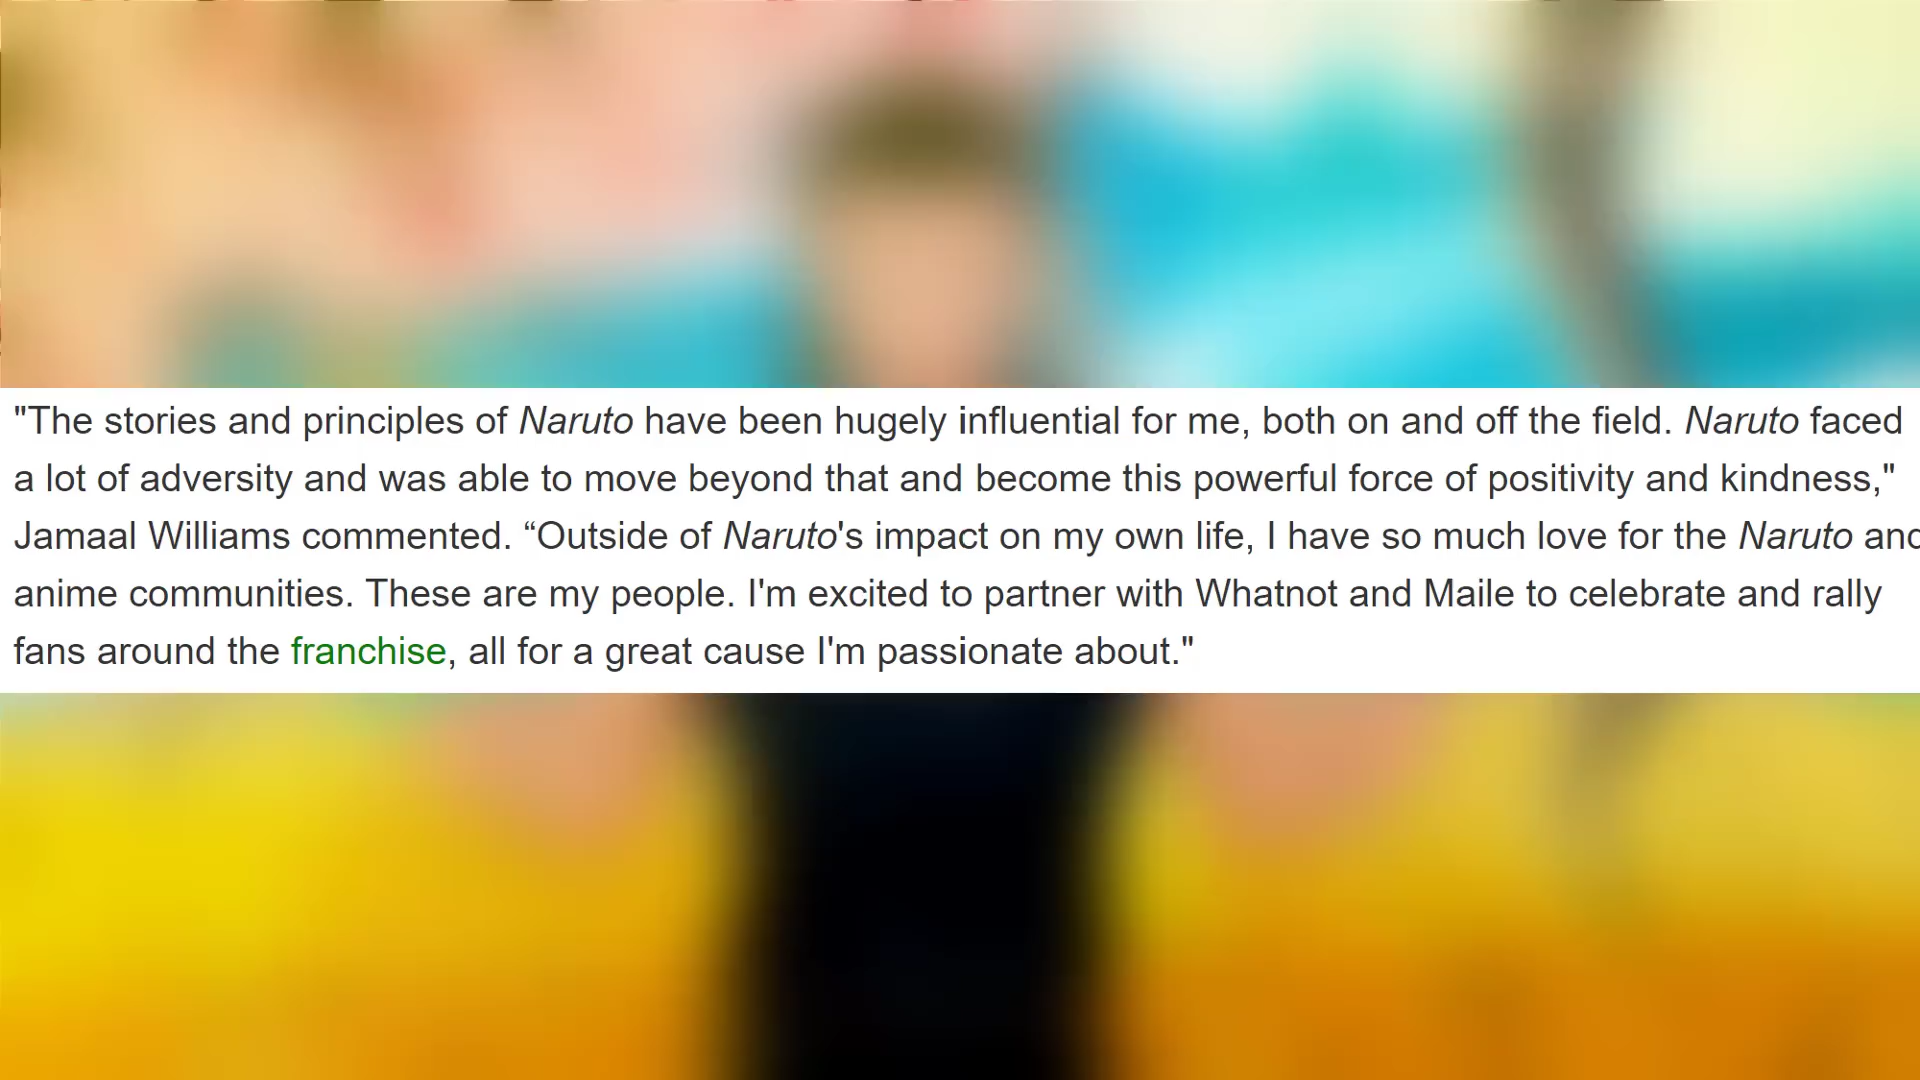 "The stories and principles of Naruto have been hugely influential for me, both on and off the field. Naruto faced
a lot of adversity and was able to move beyond that and become this powerful force of positivity and kindness,"
Jamaal Williams commented. “Outside of Naruto's impact on my own life, I have so much love for the Naruto and
anime communities. These are my people. I'm excited to partner with Whatnot and Maile to celebrate and rally
fans around the franchise, all for a great cause I'm passionate about."